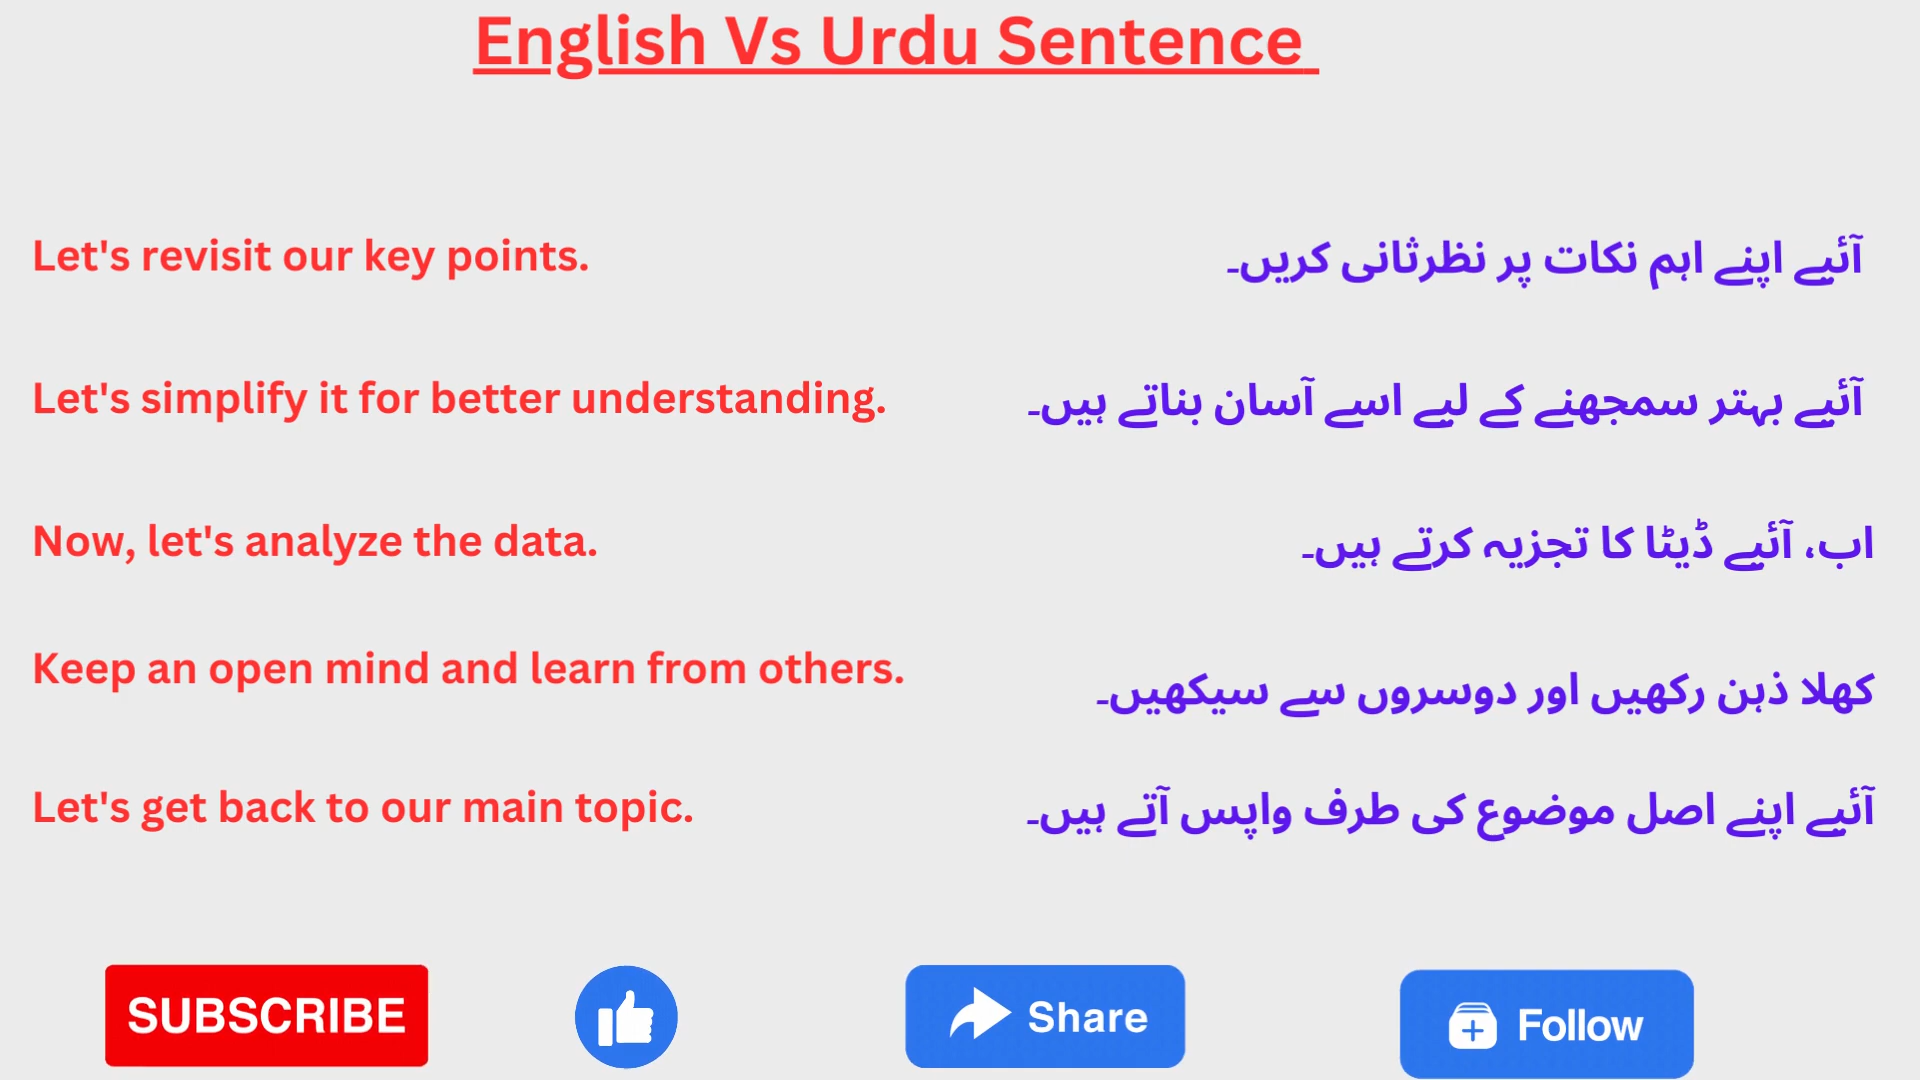 English Vs Urdu Sentence
Let's revisit our key points.
آئیے اپنے اہم نکات پر نظرثانی کریں۔
Let's simplify it for better understanding.
آئیے بہتر سمجھنے کے لیے اسے آسان بناتے ہیں۔
Now, let's analyze the data.
اب، آئیے ڈیٹا کا تجزیہ کرتے ہیں۔
Keep an open mind and learn from others.
کھلا ذہن رکھیں اور دوسروں سے سیکھیں۔
Let's get back to our main topic.
آئیے اپنے اصل موضوع کی طرف واپس آتے ہیں۔
SUBSCRIBE
Share
Follow